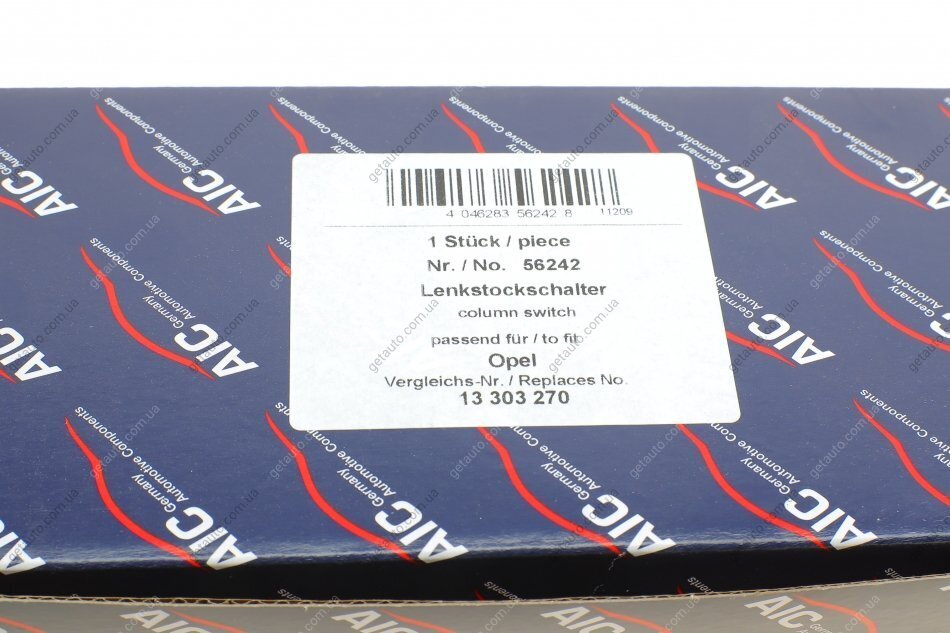 4 046283 56242 8 11209
1 Stück / piece
Nr. / No. 56242
Lenkstockschalter
column switch
passend für / to fit
Opel
Vergleichs-Nr. / Replaces No.
13 303 270
AIC Germany
Automotive Components
getauto.com.ua